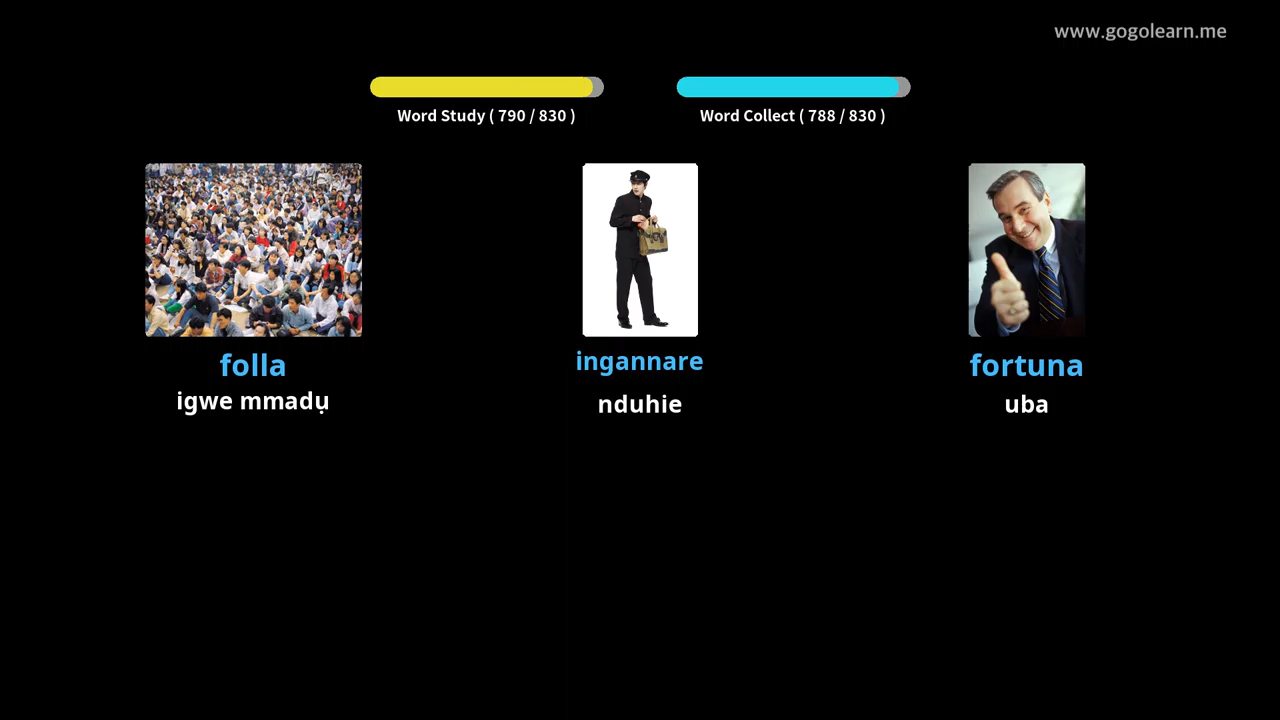 www.gogolearn.me
Word Study ( 790 / 830 )
Word Collect ( 788 / 830 )
folla
igwe mmadụ
ingannare
nduhie
fortuna
uba